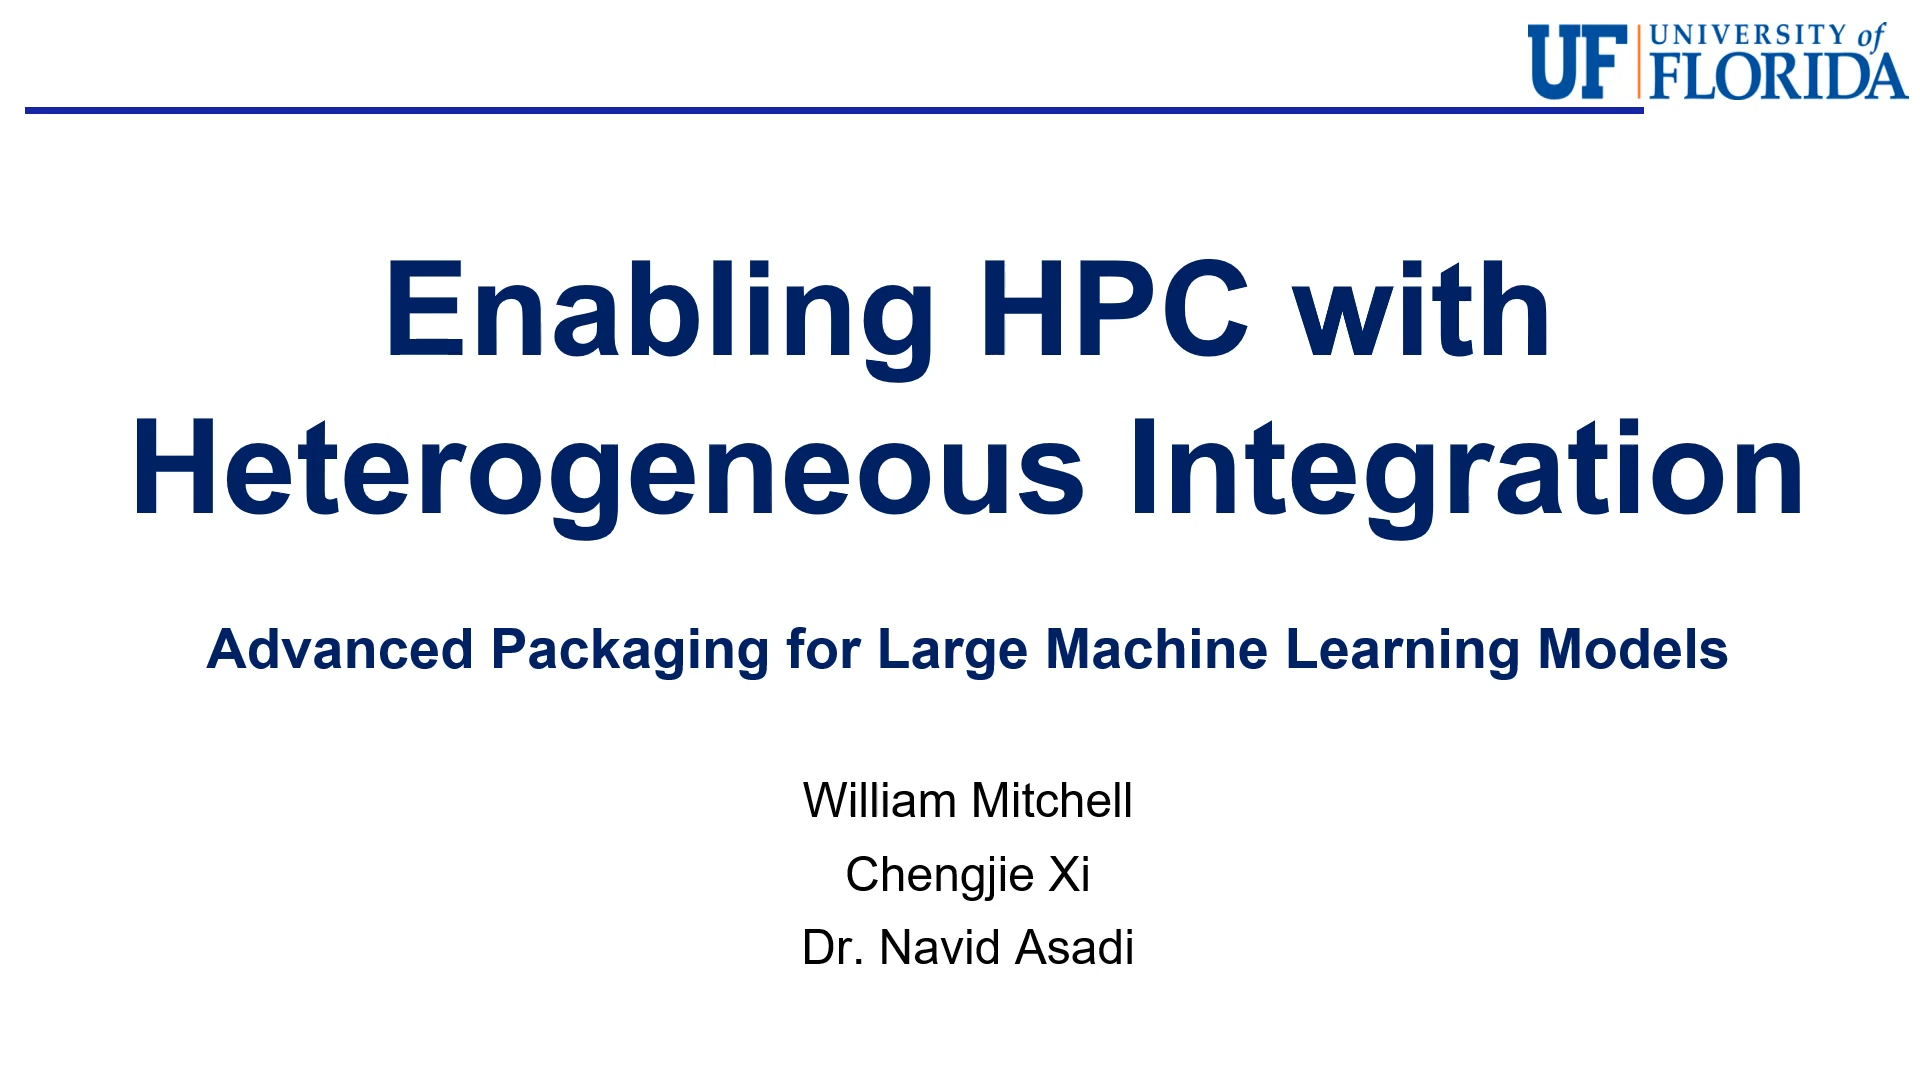 UF UNIVERSITY of
FLORIDA
Enabling HPC with
Heterogeneous Integration
Advanced Packaging for Large Machine Learning Models
William Mitchell
Chengjie Xi
Dr. Navid Asadi